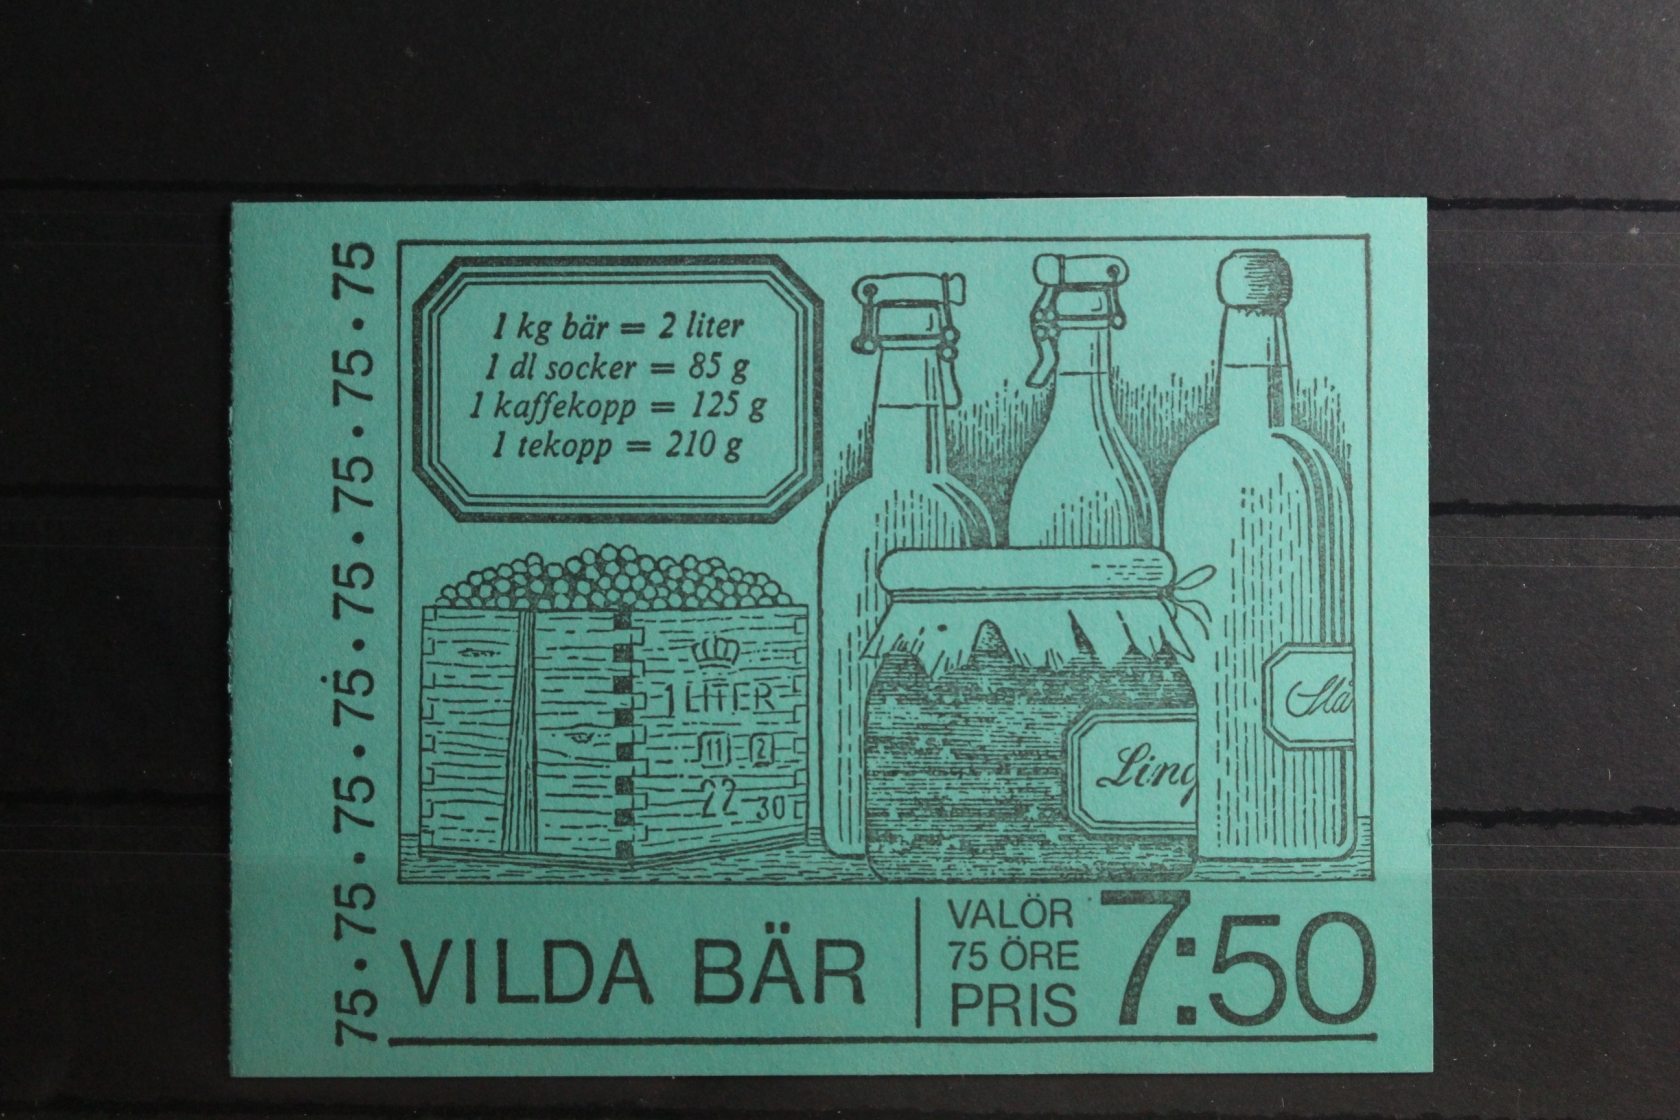 75•75•75•75•75•75•75•75
1 kg bär = 2 liter
1 dl socker = 85 g
1 kaffekopp = 125 g
1 tekopp = 210 g
1 LITER
11 2
22 30
Ling
VILDA BÄR
VALÖR
75 ÖRE
PRIS
7:50